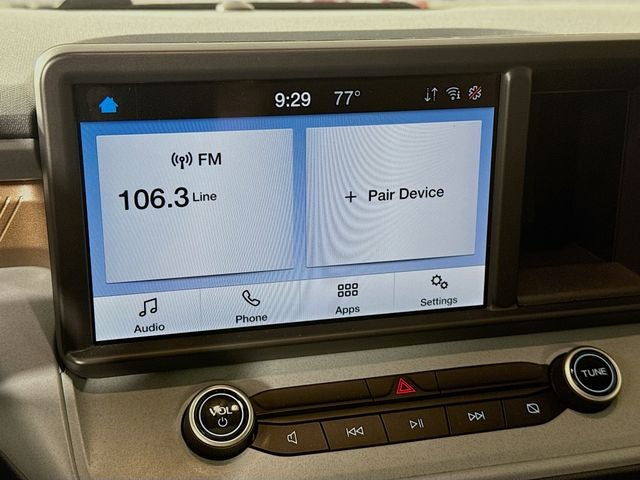 9:29 77°
FM
106.3 Line
+ Pair Device
Audio
Phone
Apps
Settings
VOL
TUNE